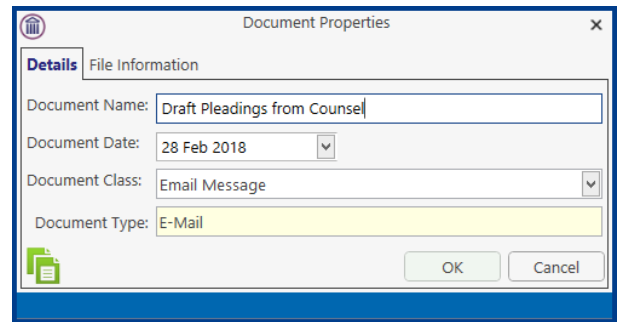 Document Properties
Details File Information
Document Name: Draft Pleadings from Counsel
Document Date: 28 Feb 2018
Document Class: Email Message
Document Type: E-Mail
OK Cancel